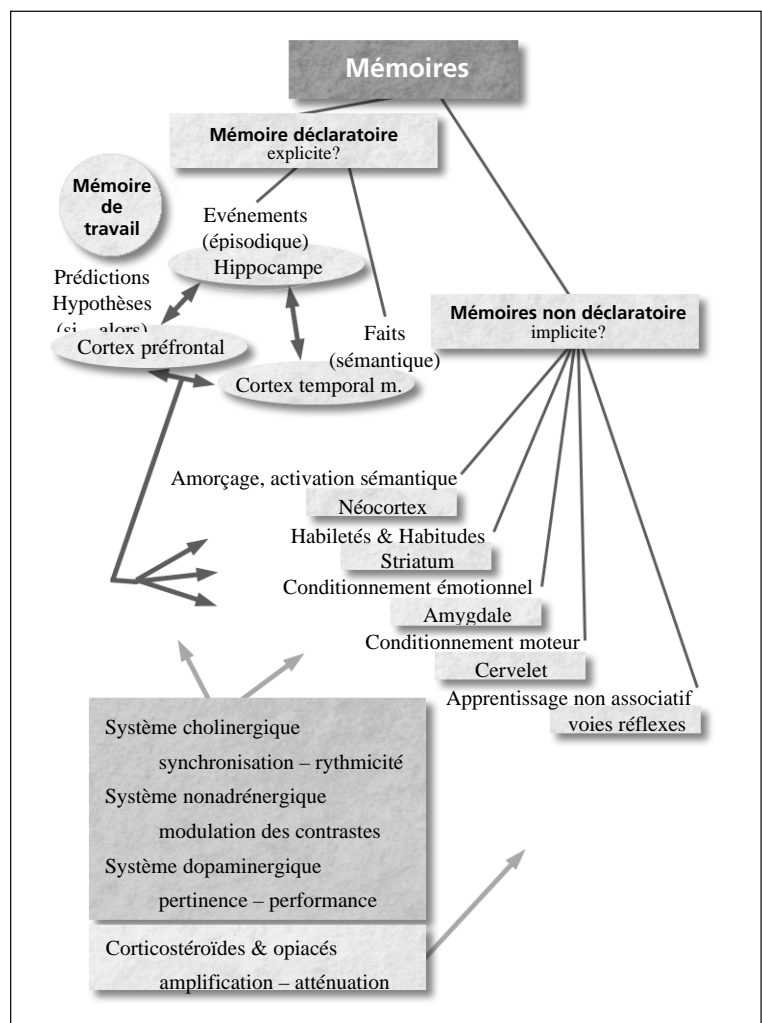 Mémoires
Mémoire déclaratoire
explicite?
Mémoire
de
travail
Evénements
(épisodique)
Hippocampe
Prédictions
Hypothèses
(si... alors)
Cortex préfrontal
Faits
(sémantique)
Cortex temporal m.
Mémoires non déclaratoire
implicite?
Amorçage, activation sémantique
Néocortex
Habiletés & Habitudes
Striatum
Conditionnement émotionnel
Amygdale
Conditionnement moteur
Cervelet
Apprentissage non associatif
voies réflexes
Système cholinergique
synchronisation – rythmicité
Système nonadrénergique
modulation des contrastes
Système dopaminergique
pertinence – performance
Corticostéroïdes & opiacés
amplification – atténuation